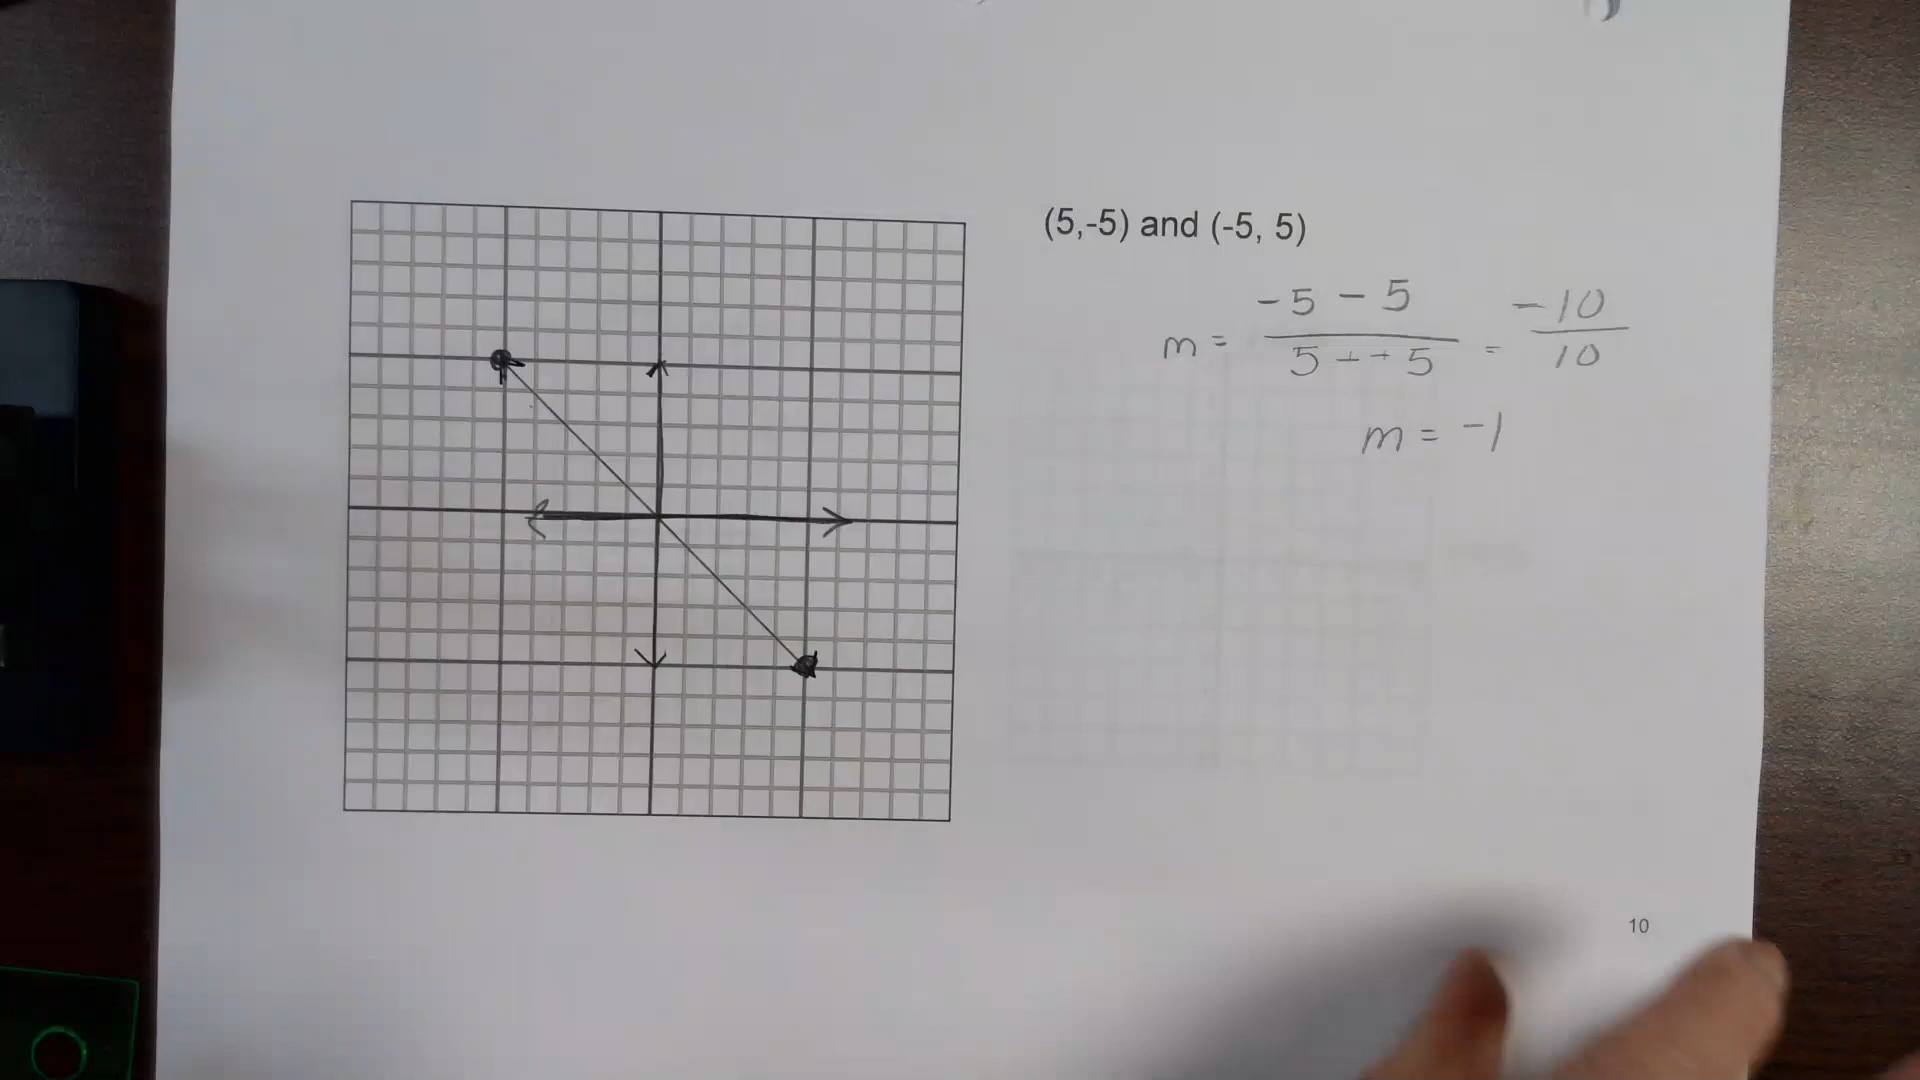 (5,-5) and (-5, 5)
m = -5 - 5 / 5 + + 5 = -10 / 10
m = -1
10